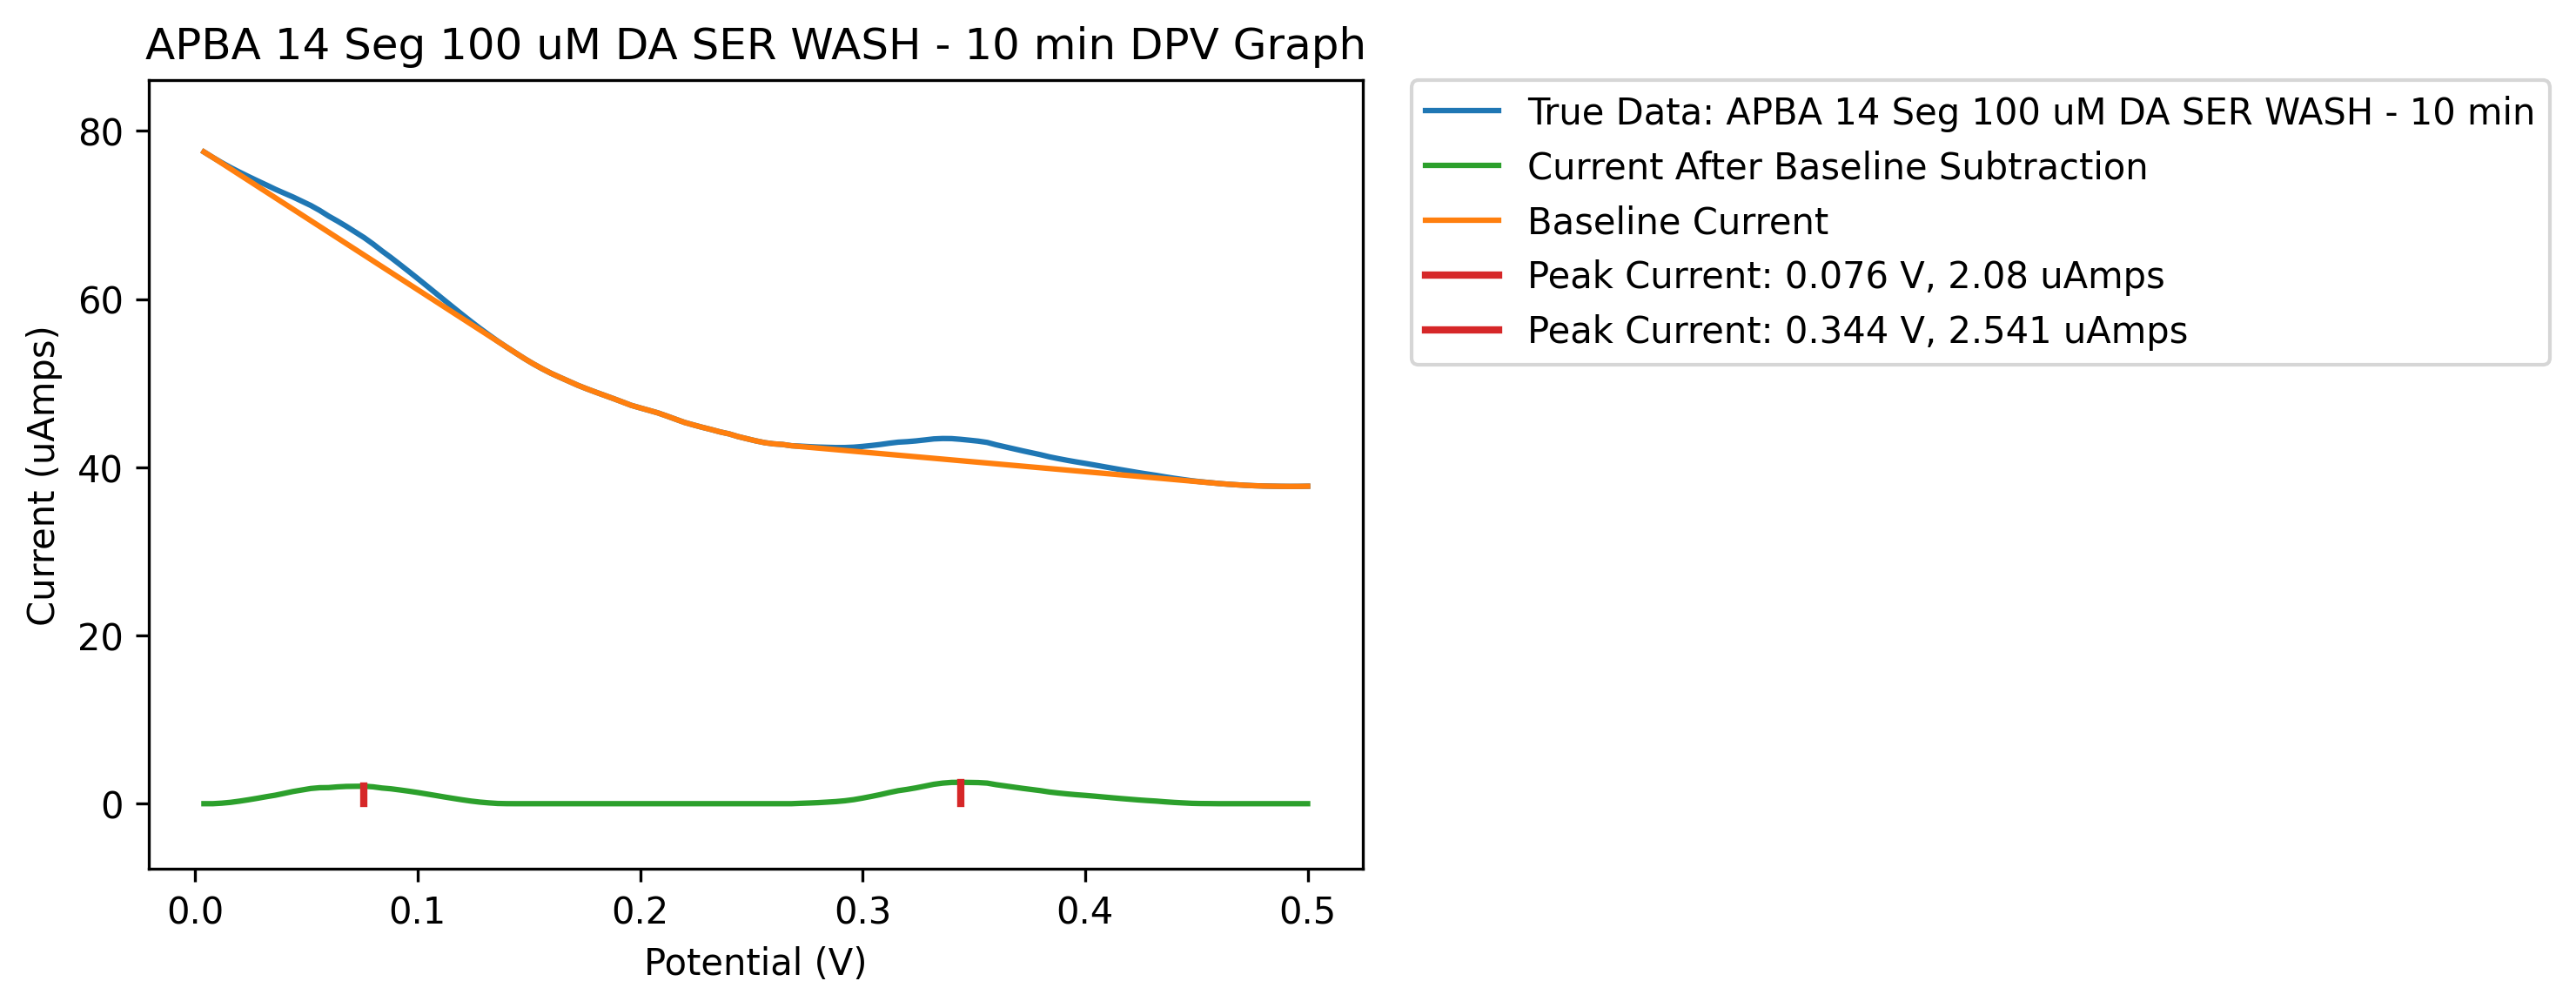 APBA 14 Seg 100 uM DA SER WASH - 10 min DPV Graph
True Data: APBA 14 Seg 100 uM DA SER WASH - 10 min
Current After Baseline Subtraction
Baseline Current
Peak Current: 0.076 V, 2.08 uAmps
Peak Current: 0.344 V, 2.541 uAmps
Current (uAmps)
80
60
40
20
0
0.0 0.1 0.2 0.3 0.4 0.5
Potential (V)